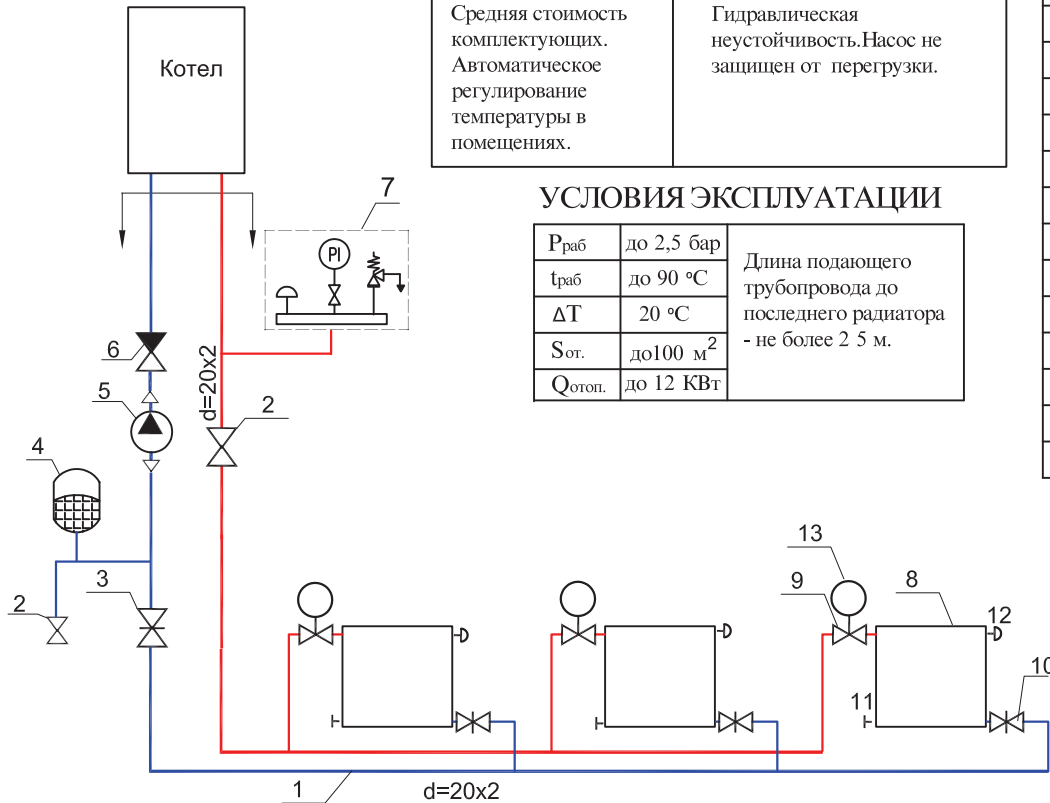 Средняя стоимость
комплектующих.
Автоматическое
регулирование
температуры в
помещениях.
Гидравлическая
неустойчивость.Насос не
защищен от перегрузки.
Котел
УСЛОВИЯ ЭКСПЛУАТАЦИИ
Pраб до 2,5 бар
tраб до 90 °С
ΔТ 20 °С
Sот. до100 м²
Qотоп. до 12 КВт
Длина подающего
трубопровода до
последнего радиатора
- не более 2 5 м.
7
PI
6
5
d=20x2
2
4
3
2
13
9
8
12
10
11
1
d=20x2